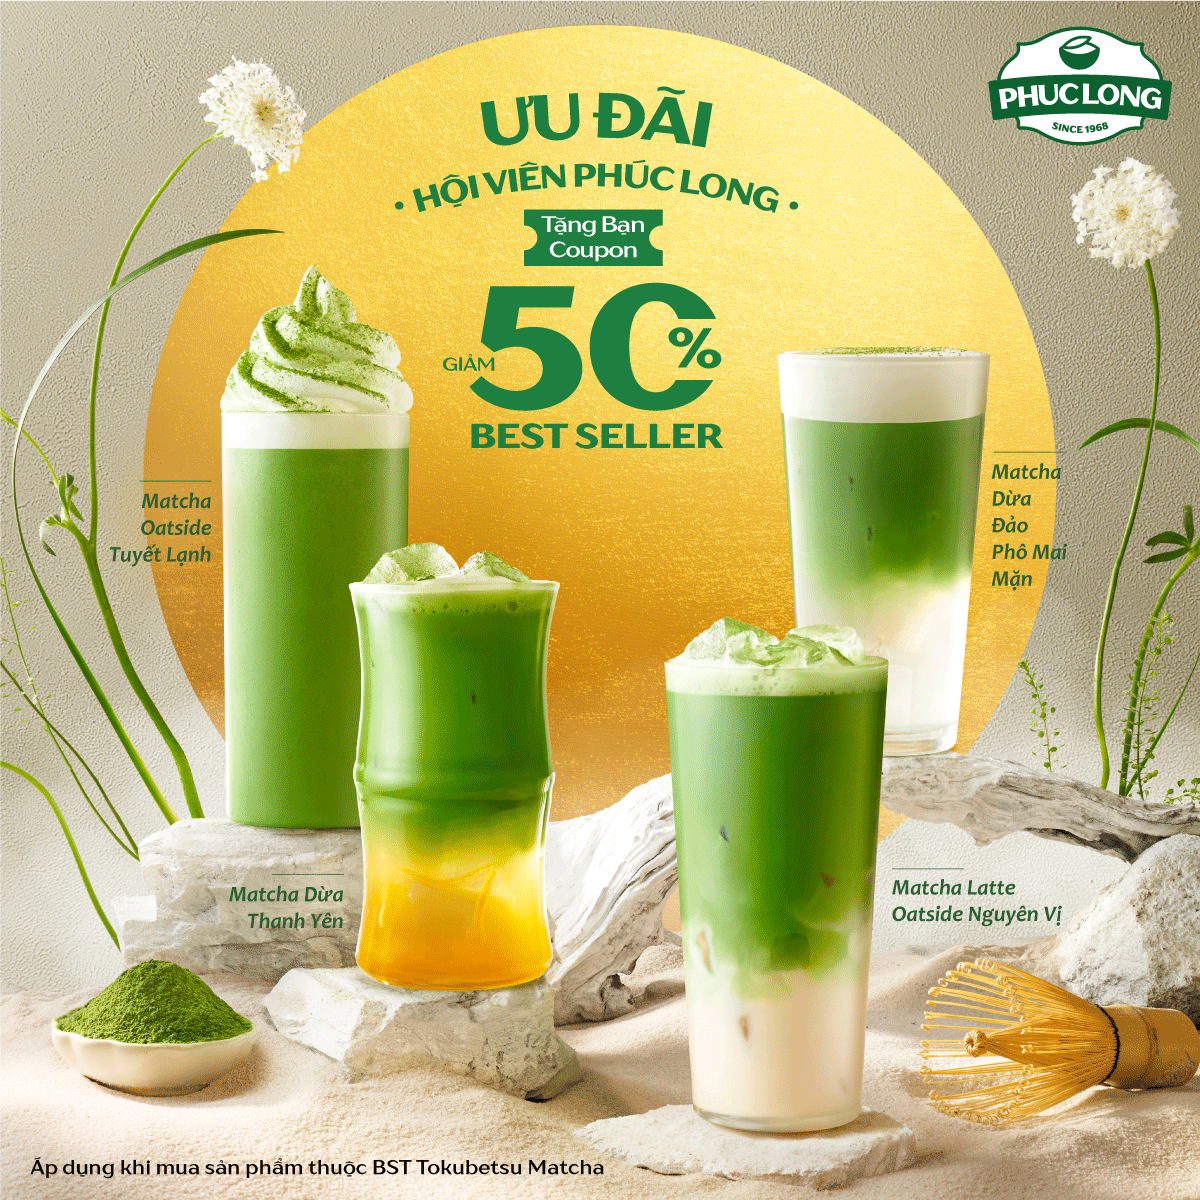 PHUCLONG
SINCE 1968
ƯU ĐÃI
• HỘI VIÊN PHÚC LONG •
Tặng Bạn
Coupon
GIẢM 50%
BEST SELLER
Matcha
Oatside
Tuyết Lạnh
Matcha
Dừa
Đảo
Phô Mai
Mặn
Matcha Dừa
Thanh Yên
Matcha Latte
Oatside Nguyên Vị
Áp dụng khi mua sản phẩm thuộc BST Tokubetsu Matcha